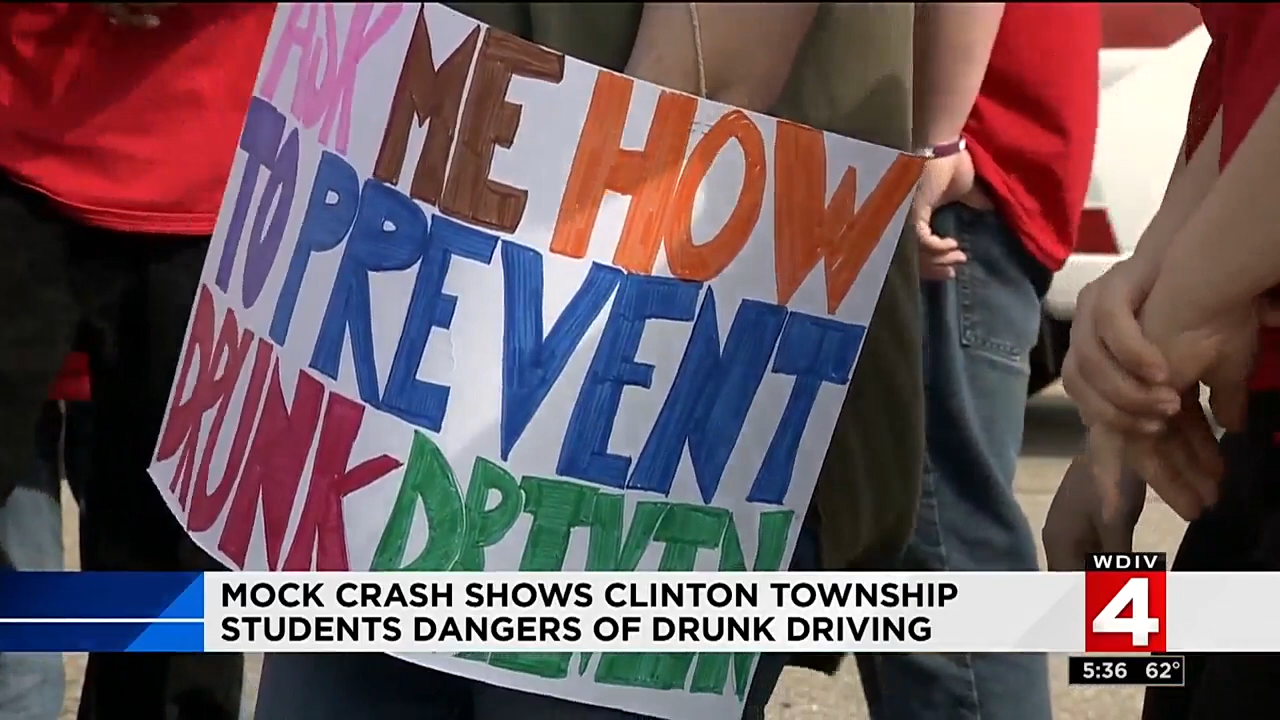 ASK ME HOW
TO PREVENT
DRUNK DRIVIN
MOCK CRASH SHOWS CLINTON TOWNSHIP
STUDENTS DANGERS OF DRUNK DRIVING
WDIV
4
5:36 62°